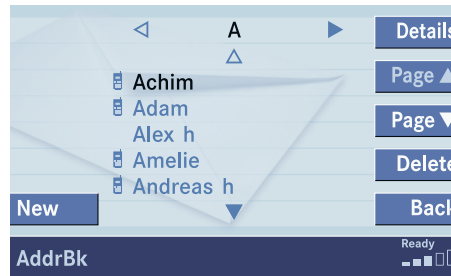 A
Details
Achim
Page
Adam
Alex h
Page
Amelie
Delete
Andreas h
New
Back
AddrBk
Ready